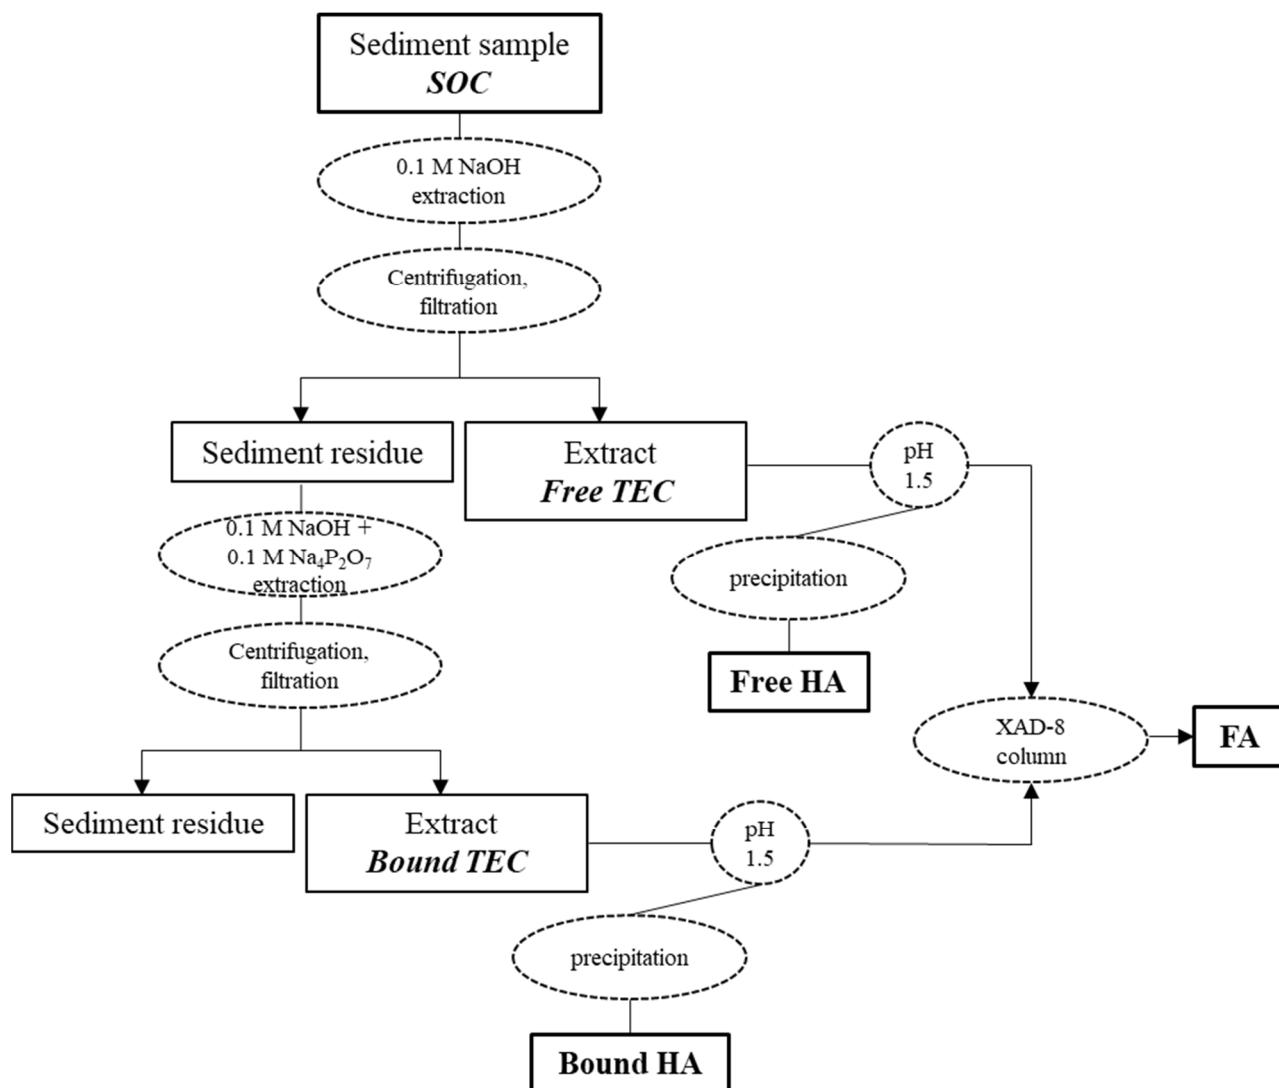 Sediment sample
SOC
0.1 M NaOH
extraction
Centrifugation,
filtration
Sediment residue
Extract
Free TEC
pH
1.5
0.1 M NaOH +
0.1 M Na₄P₂O₇
extraction
precipitation
Centrifugation,
filtration
Free HA
XAD-8
column
FA
Sediment residue
Extract
Bound TEC
pH
1.5
precipitation
Bound HA